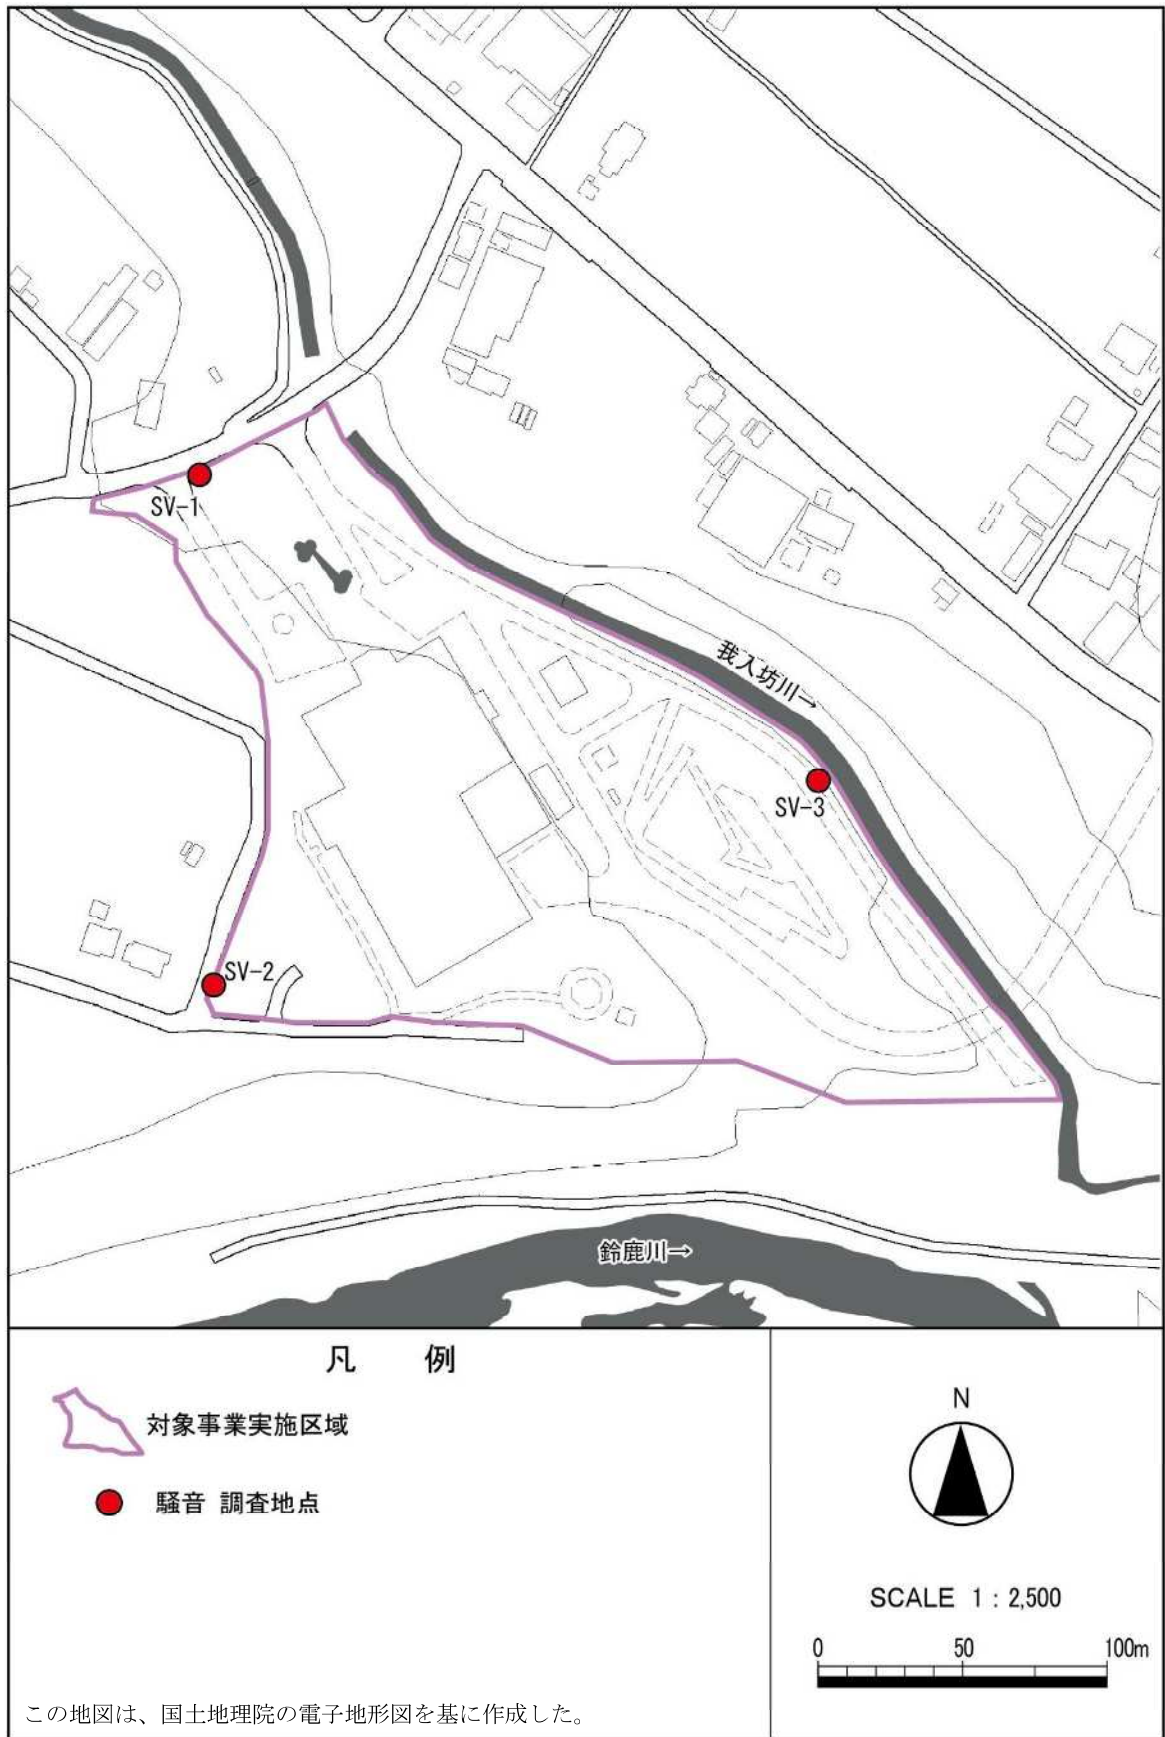 SV-1
我入坊川→
SV-3
SV-2
鈴鹿川→
凡 例
対象事業実施区域
騒音 調査地点
N
SCALE 1 : 2,500
0 50 100m
この地図は、国土地理院の電子地形図を基に作成した。